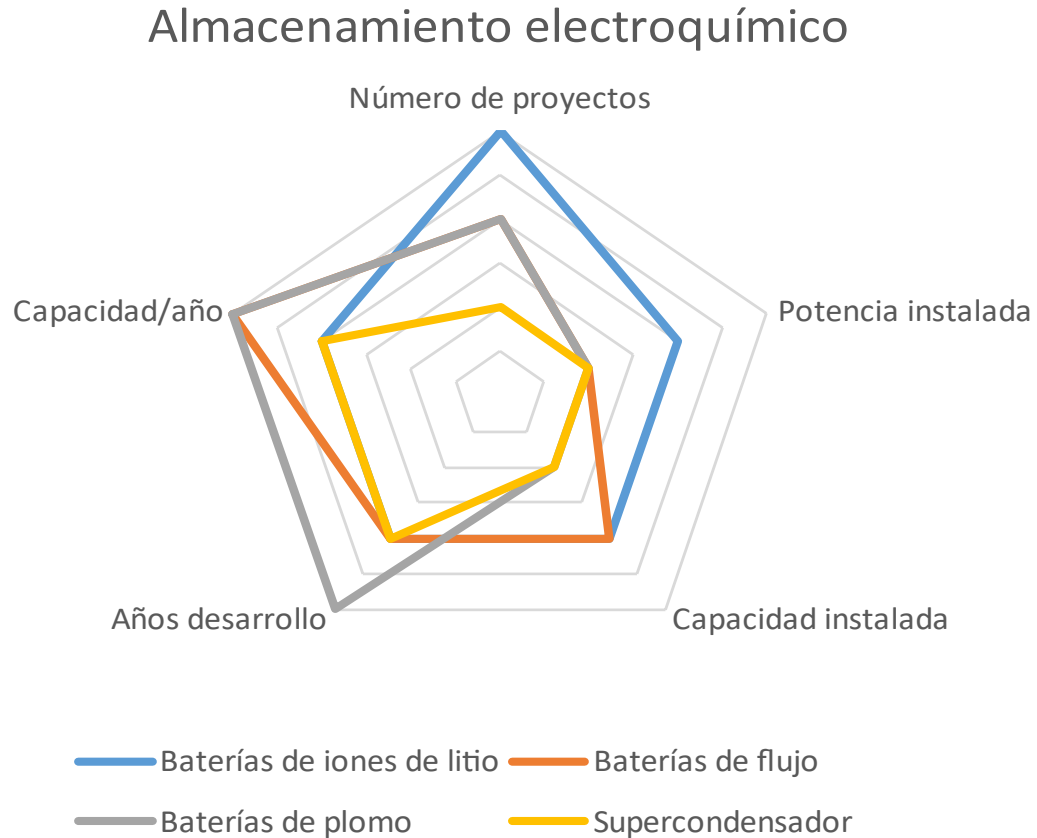 Almacenamiento electroquímico
Número de proyectos
Capacidad/año
Potencia instalada
Años desarrollo
Capacidad instalada
Baterías de iones de litio
Baterías de flujo
Baterías de plomo
Supercondensador